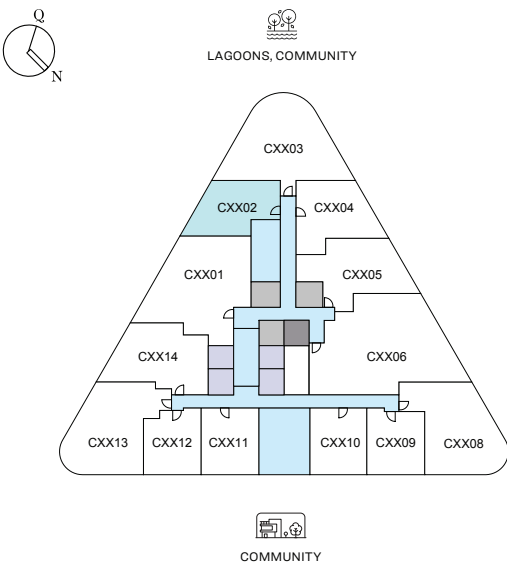 Q
N
LAGOONS, COMMUNITY
CXX03
CXX02
CXX04
CXX01
CXX05
CXX14
CXX06
CXX13
CXX12
CXX11
CXX10
CXX09
CXX08
COMMUNITY